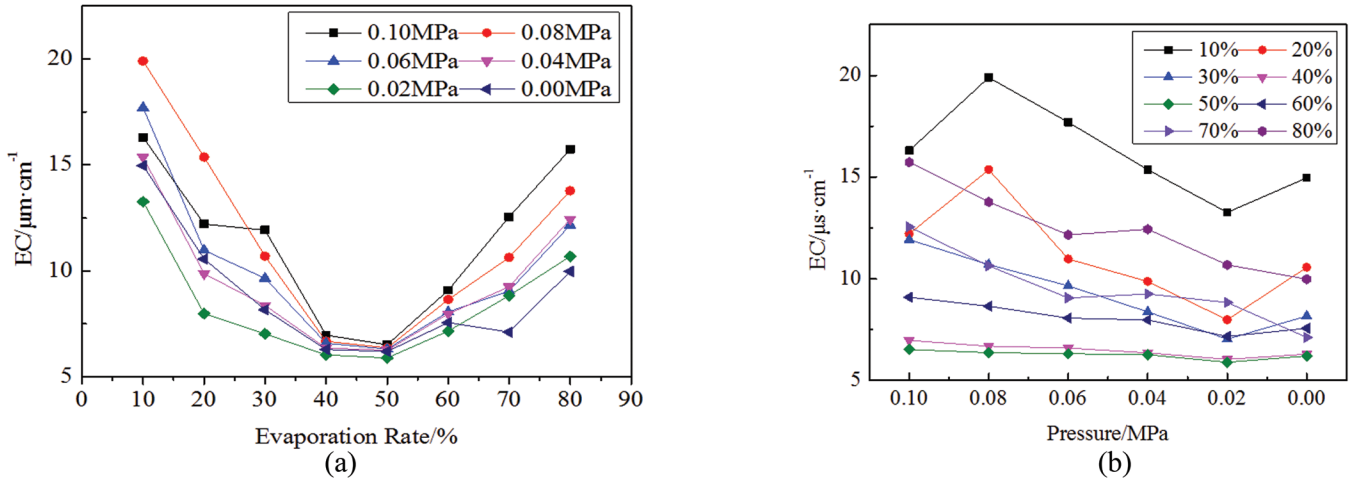 0.10MPa 0.08MPa
0.06MPa 0.04MPa
0.02MPa 0.00MPa
EC/μm·cm⁻¹
20
15
10
5
0 10 20 30 40 50 60 70 80 90
Evaporation Rate/%
(a)
10% 20%
30% 40%
50% 60%
70% 80%
EC/μs·cm⁻¹
20
15
10
5
0.10 0.08 0.06 0.04 0.02 0.00
Pressure/MPa
(b)